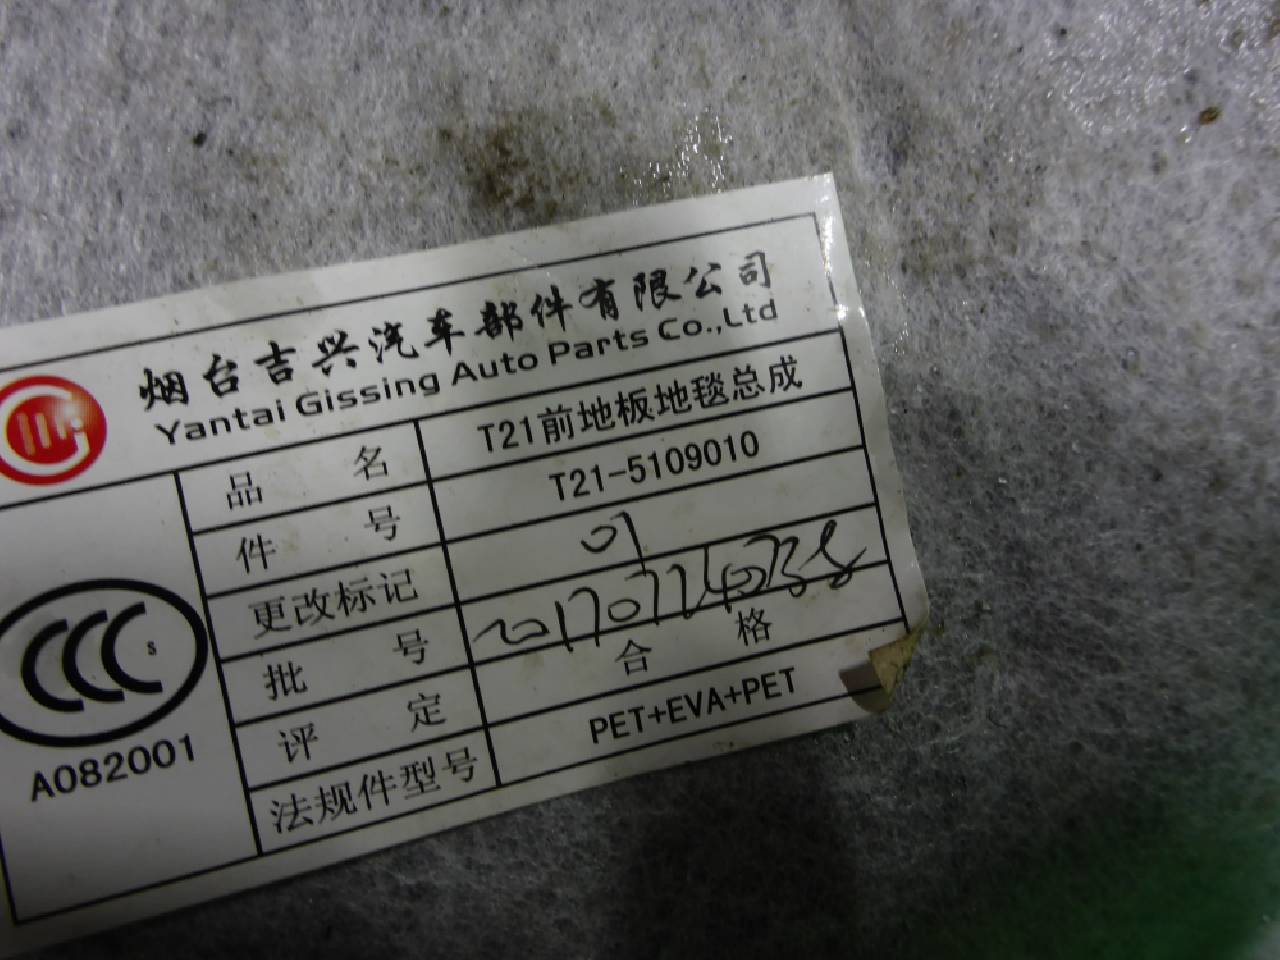 烟台吉兴汽车部件有限公司
Yantai Gissing Auto Parts Co.,Ltd
品 名 T21前地板地毯总成
件 号 T21-5109010
更改标记 01
批 号
评 定 合 格
法规件型号 PET+EVA+PET
CCC S
A082001